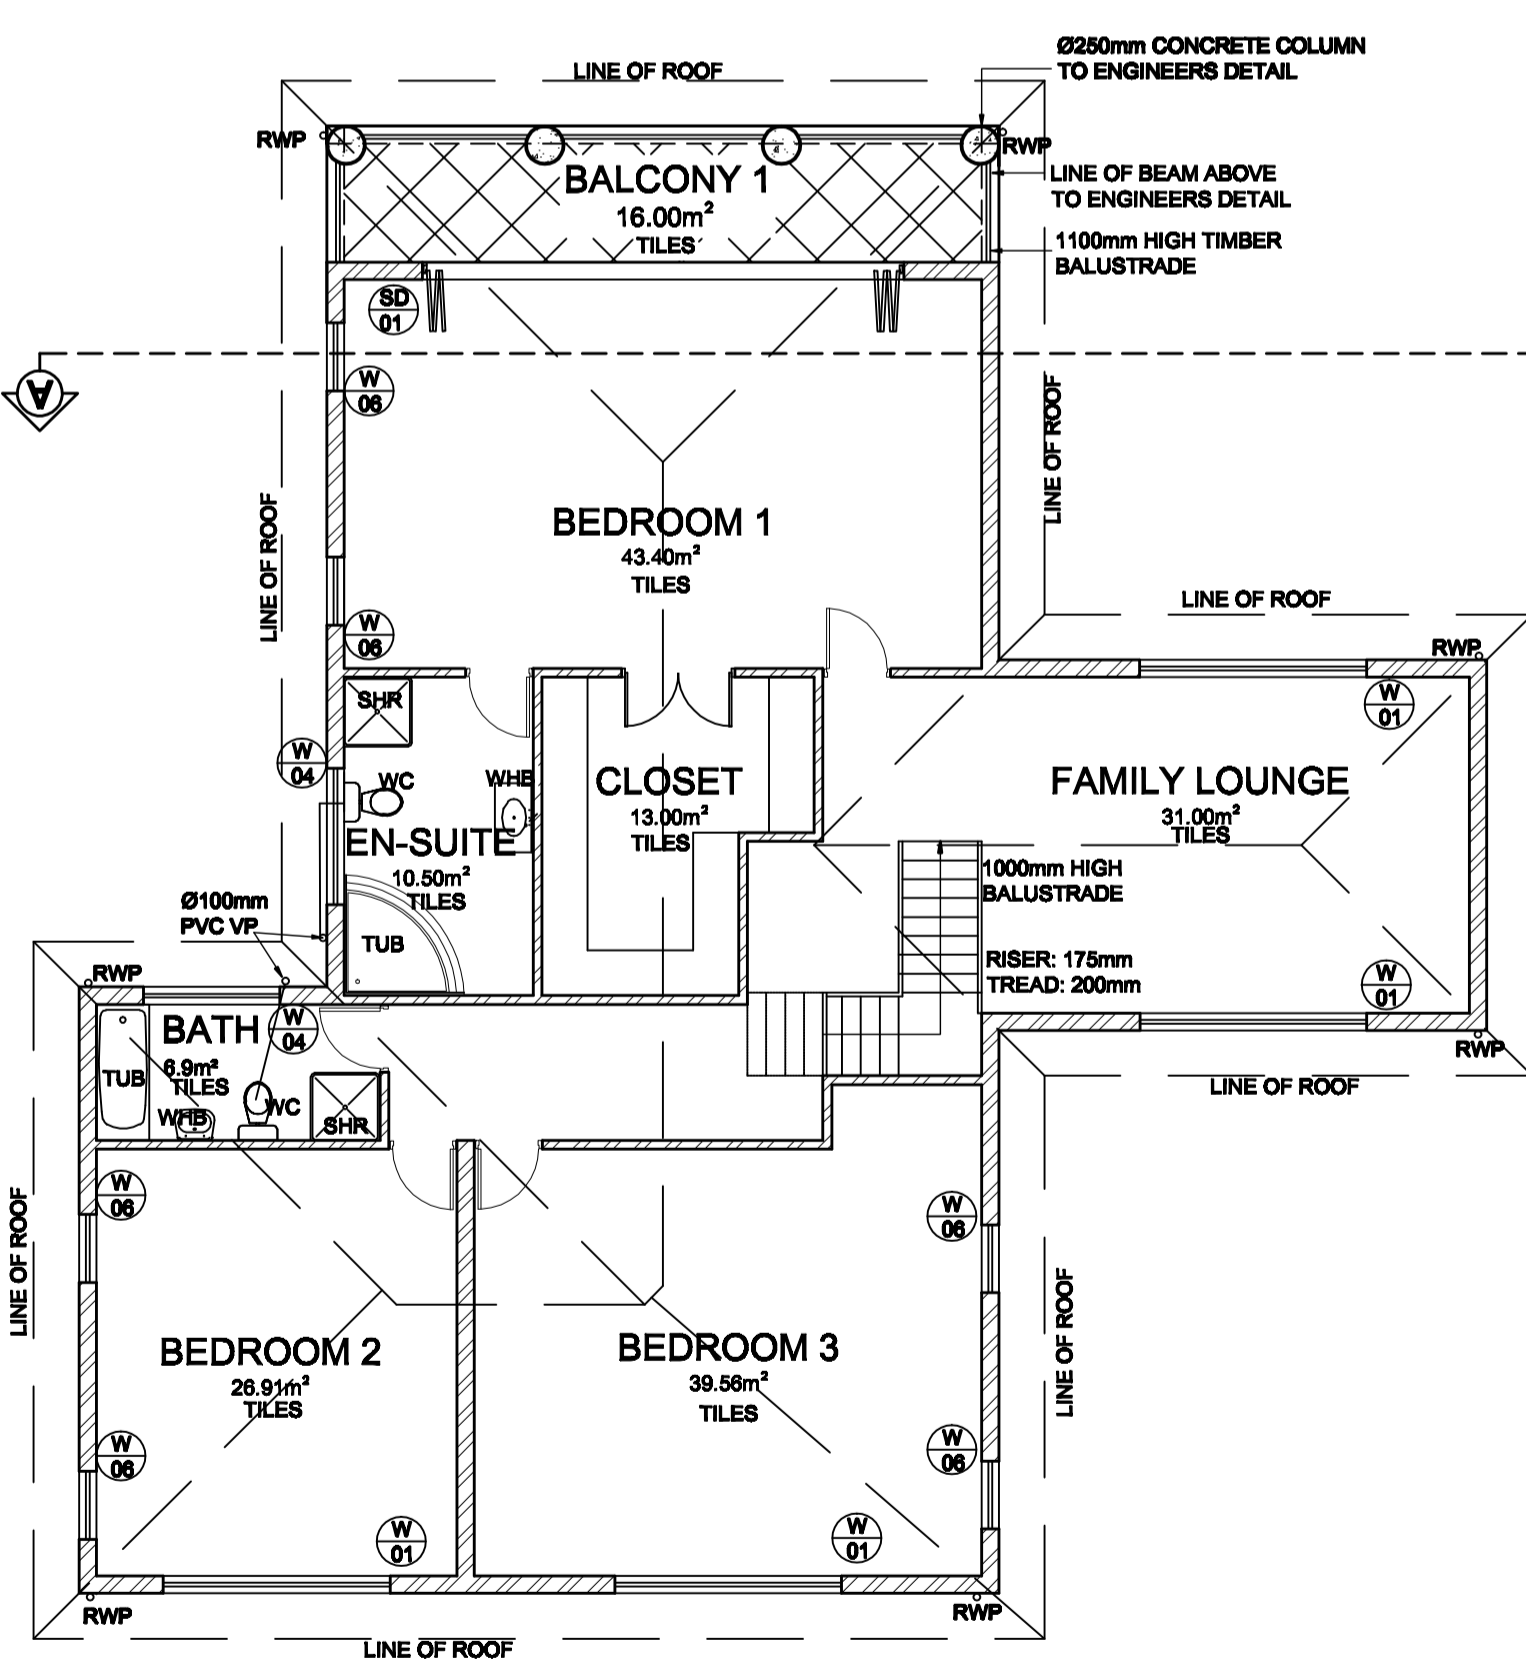 Ø250mm CONCRETE COLUMN
TO ENGINEERS DETAIL
LINE OF ROOF
RWP
RWP
LINE OF BEAM ABOVE
TO ENGINEERS DETAIL
1100mm HIGH TIMBER
BALUSTRADE
BALCONY 1
16.00m²
TILES
SD
01
A
W
06
LINE OF ROOF
LINE OF ROOF
BEDROOM 1
43.40m²
TILES
W
06
LINE OF ROOF
RWP
SHR
W
01
W
04
WC
WHB
EN-SUITE
10.50m²
TILES
TUB
CLOSET
13.00m²
TILES
FAMILY LOUNGE
31.00m²
TILES
1000mm HIGH
BALUSTRADE
RISER: 175mm
TREAD: 200mm
W
01
RWP
LINE OF ROOF
Ø100mm
PVC VP
RWP
BATH
6.9m²
TILES
W
04
TUB
WHB
WC
SHR
W
06
W
06
LINE OF ROOF
LINE OF ROOF
BEDROOM 2
26.91m²
TILES
BEDROOM 3
39.56m²
TILES
W
06
W
06
W
01
W
01
RWP
RWP
LINE OF ROOF